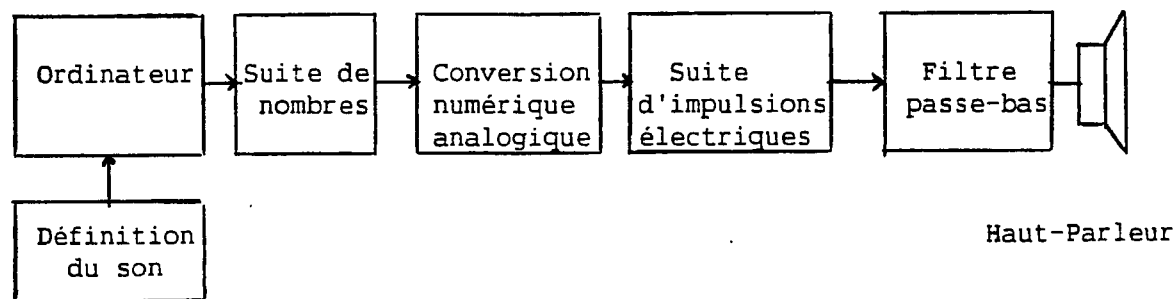 Ordinateur
Suite de
nombres
Conversion
numérique
analogique
Suite
d'impulsions
électriques
Filtre
passe-bas
Définition
du son
Haut-Parleur